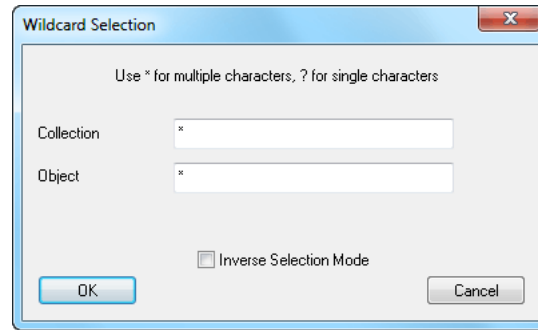 Wildcard Selection
Use * for multiple characters, ? for single characters
Collection *
Object *
Inverse Selection Mode
OK Cancel